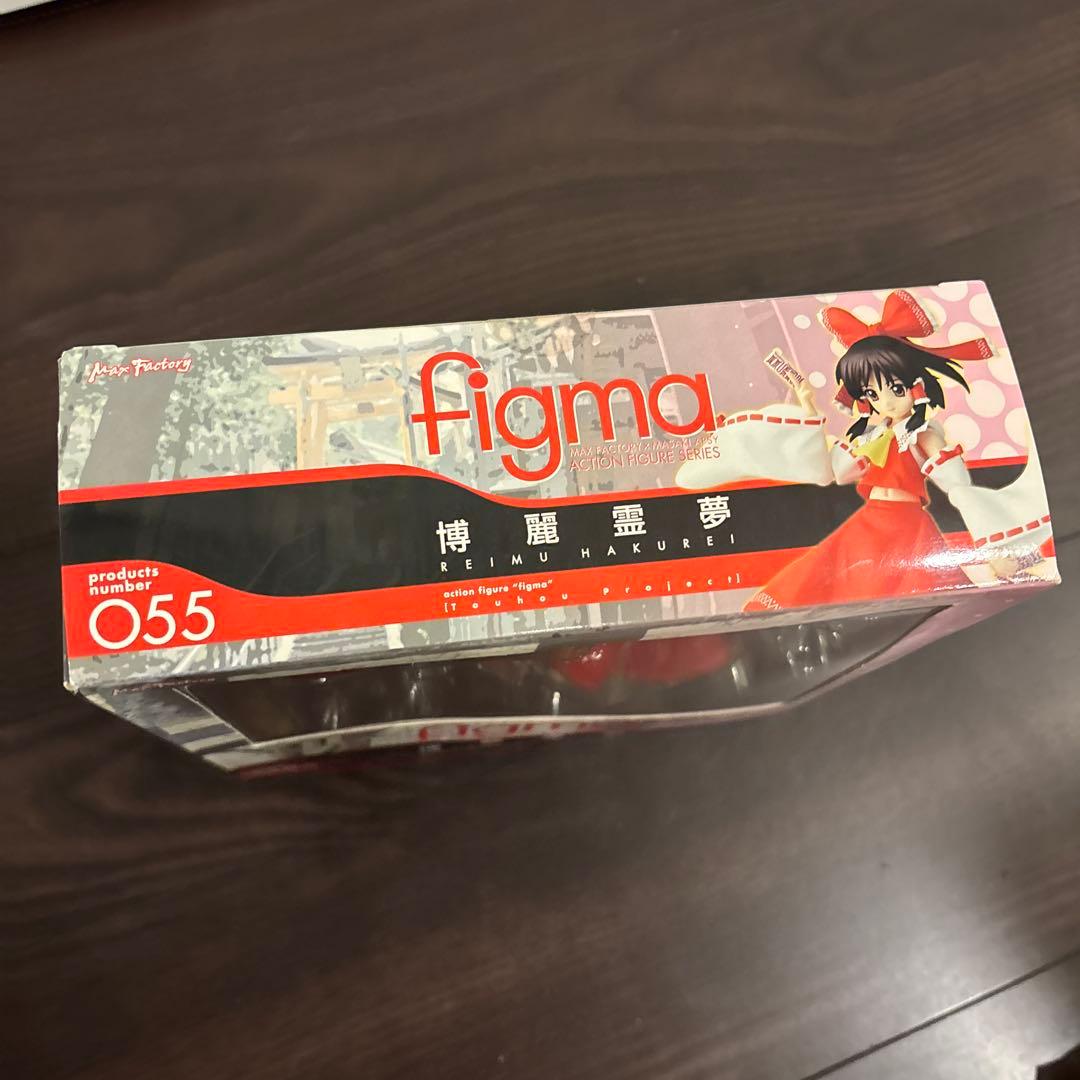 Max Factory
figma
MAX FACTORY × MASAKI APSY
ACTION FIGURE SERIES
博麗霊夢
REIMU HAKUREI
products
number
055
action figure "figma"
[Touhou Project]